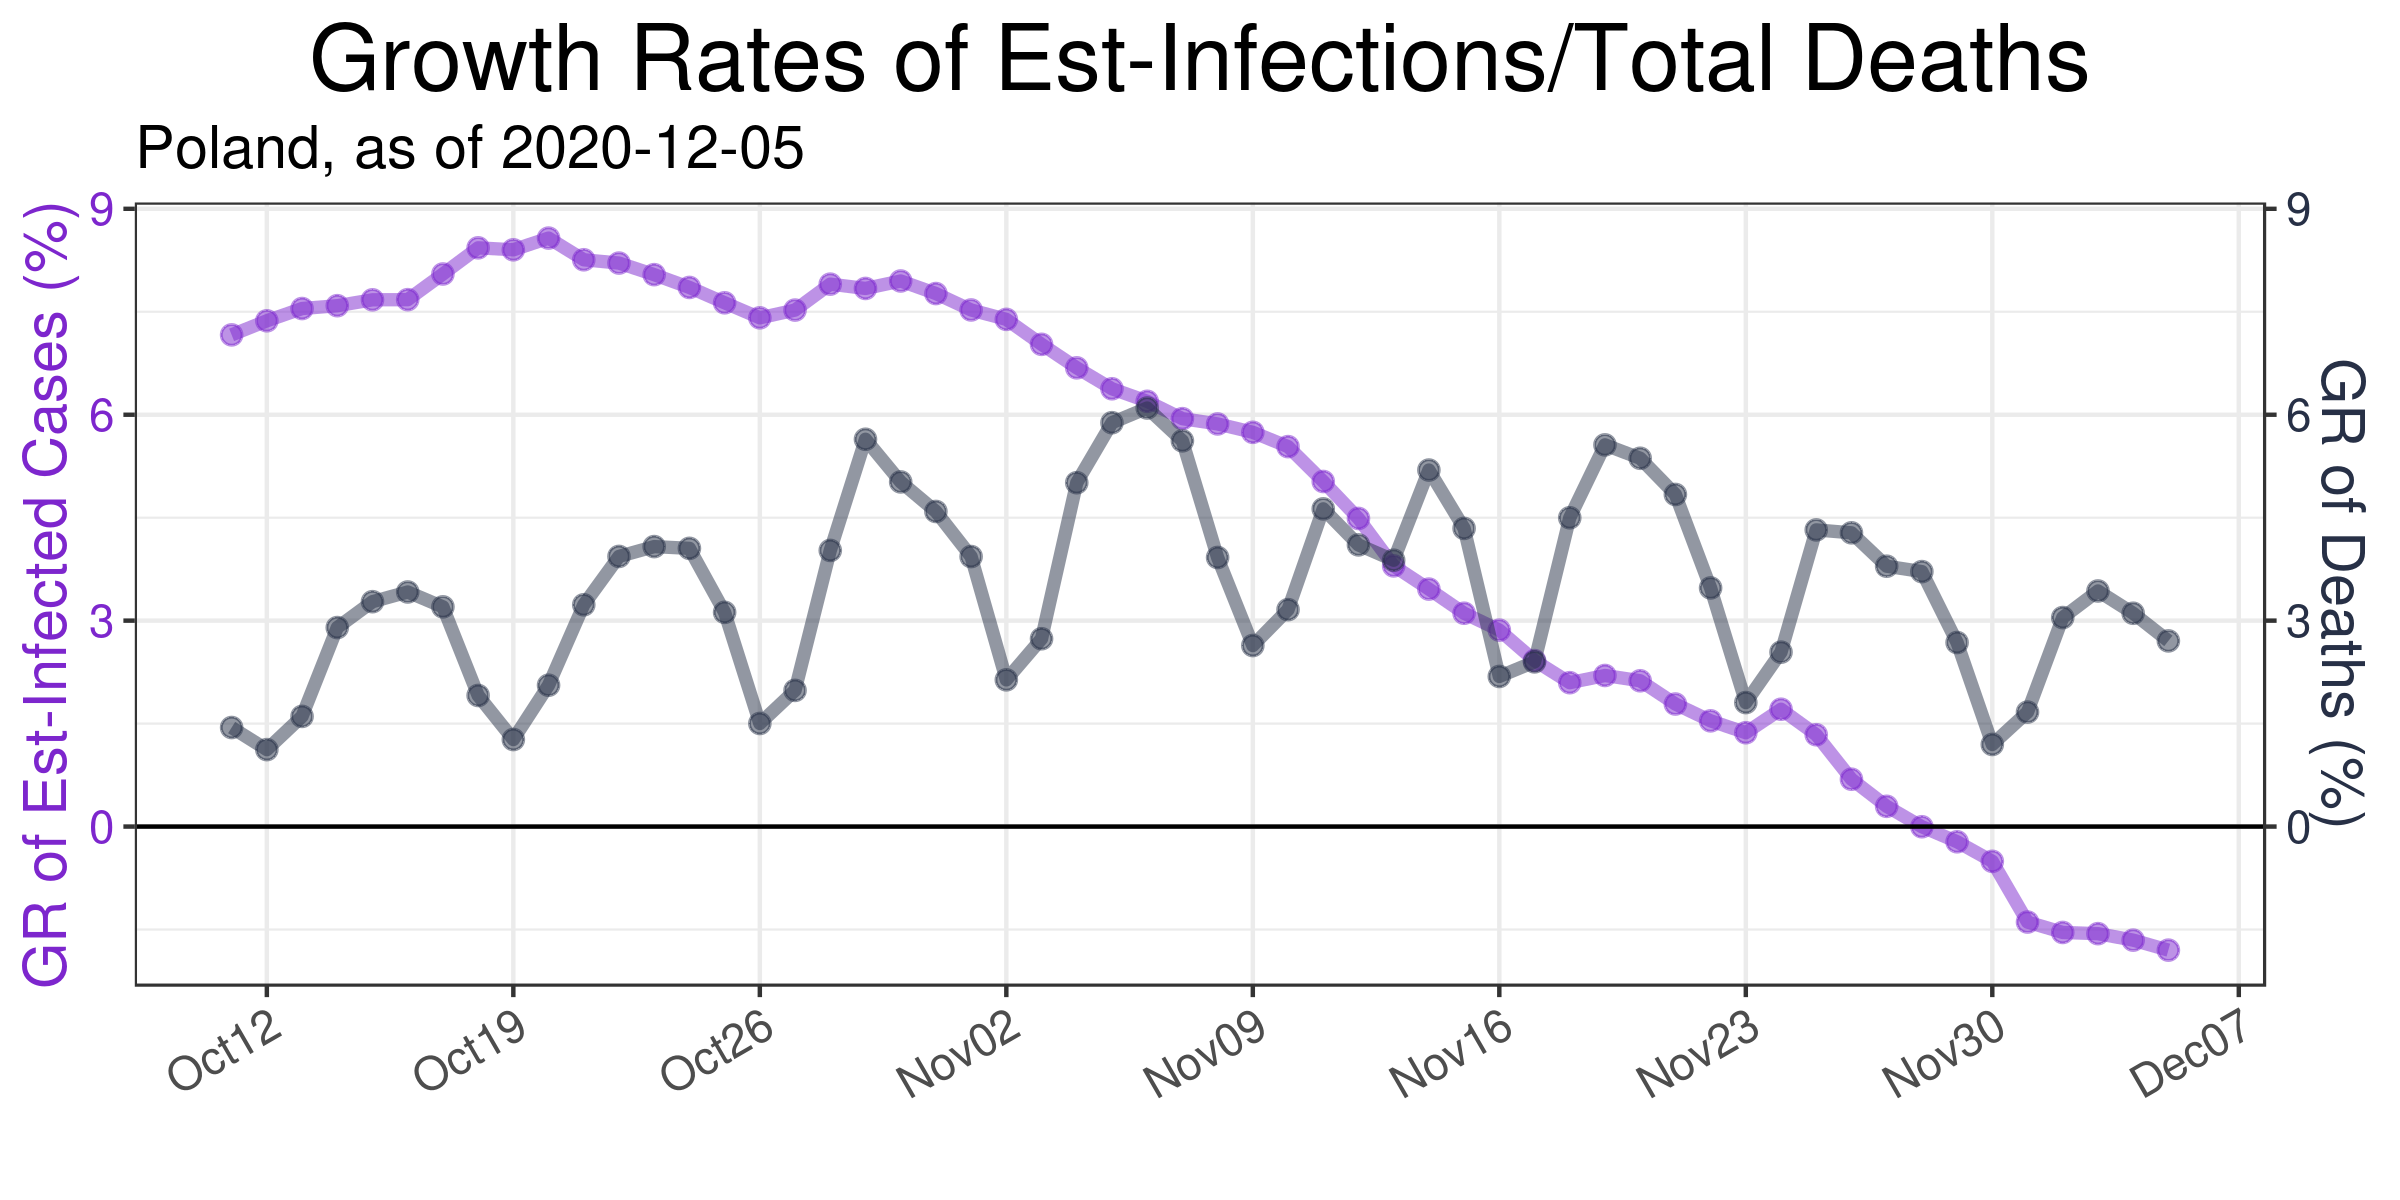 Growth Rates of Est-Infections/Total Deaths
Poland, as of 2020-12-05
GR of Est-Infected Cases (%)
9
6
3
0
9
6
3
0
GR of Deaths (%)
Oct12
Oct19
Oct26
Nov02
Nov09
Nov16
Nov23
Nov30
Dec07